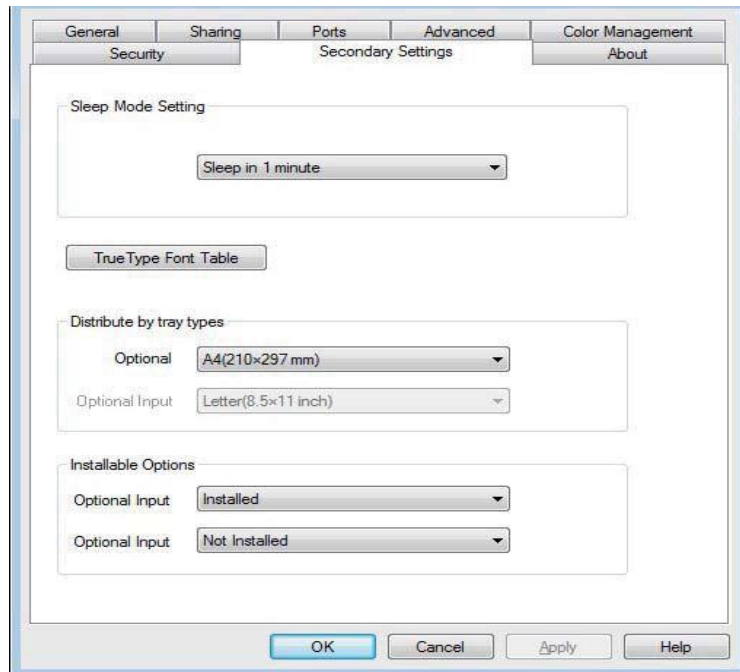 General Sharing Ports Advanced Color Management
Security Secondary Settings About
Sleep Mode Setting
Sleep in 1 minute
TrueType Font Table
Distribute by tray types
Optional A4(210×297 mm)
Optional Input Letter(8.5×11 inch)
Installable Options
Optional Input Installed
Optional Input Not Installed
OK Cancel Apply Help